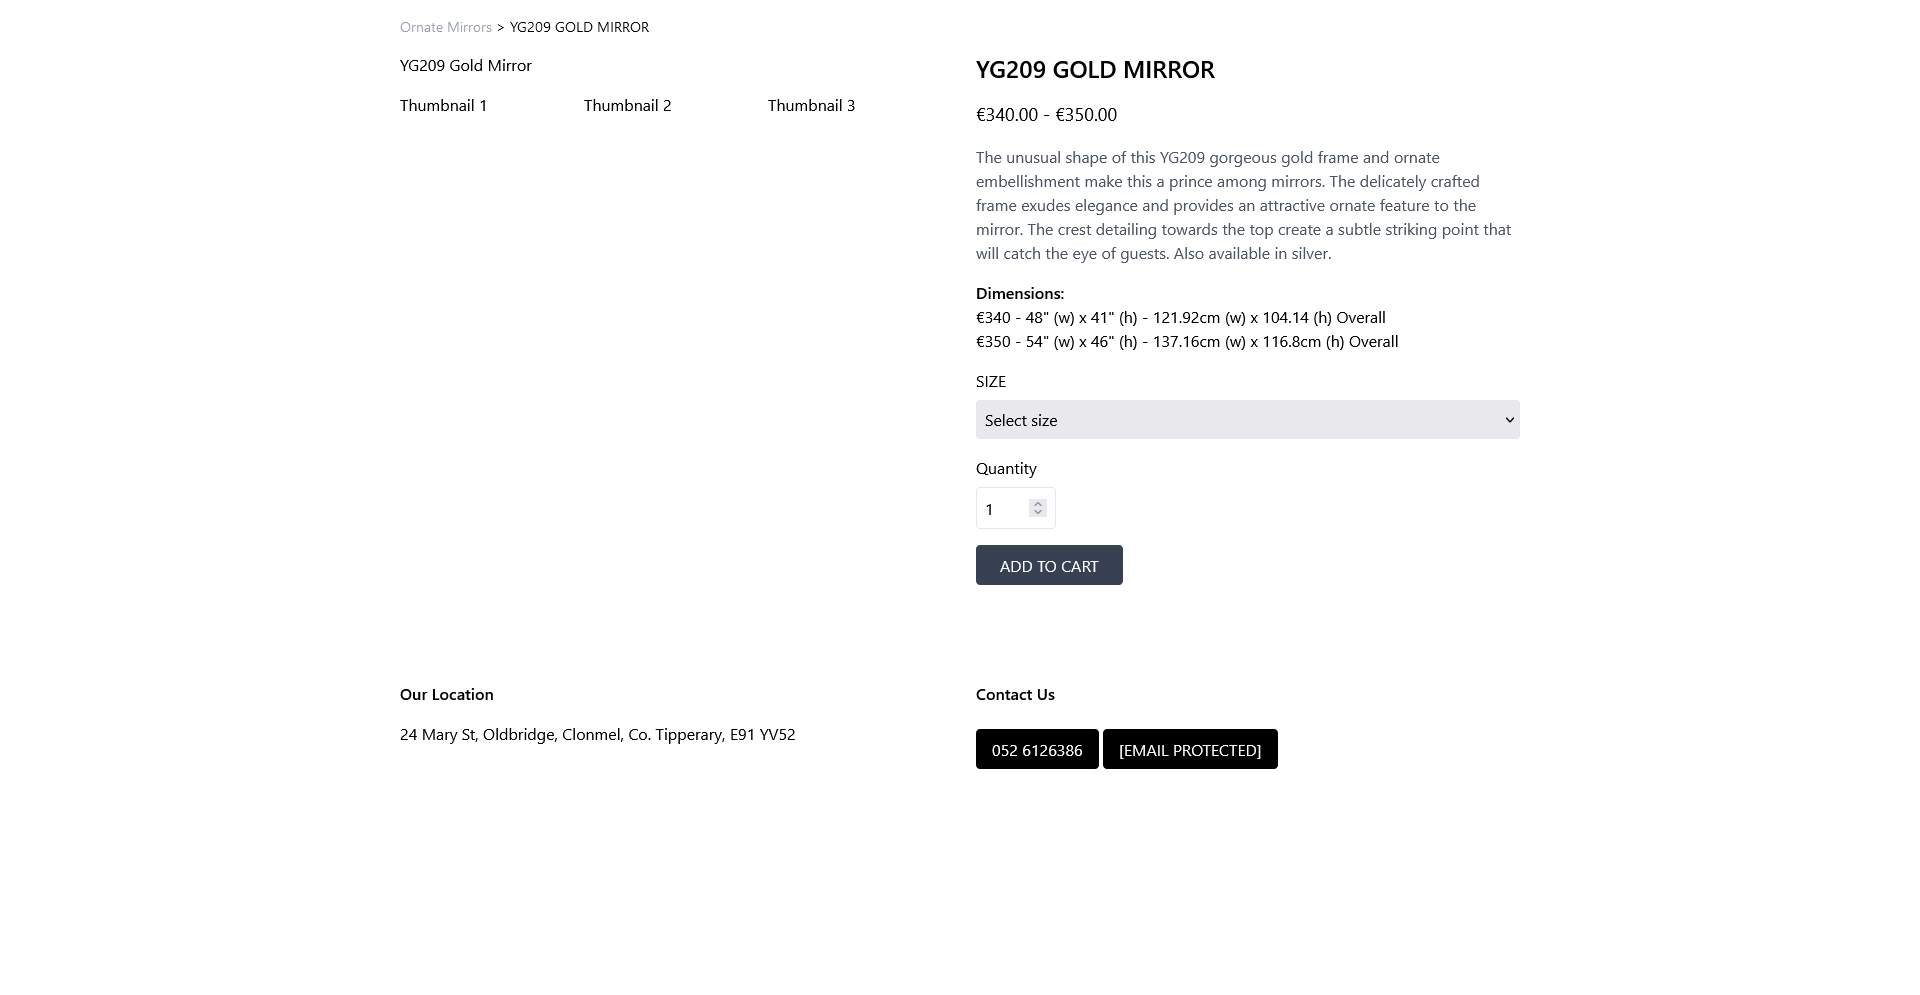 Ornate Mirrors > YG209 GOLD MIRROR
YG209 Gold Mirror
Thumbnail 1
Thumbnail 2
Thumbnail 3
YG209 GOLD MIRROR
€340.00 - €350.00
The unusual shape of this YG209 gorgeous gold frame and ornate
embellishment make this a prince among mirrors. The delicately crafted
frame exudes elegance and provides an attractive ornate feature to the
mirror. The crest detailing towards the top create a subtle striking point that
will catch the eye of guests. Also available in silver.
Dimensions:
€340 - 48" (w) x 41" (h) - 121.92cm (w) x 104.14 (h) Overall
€350 - 54" (w) x 46" (h) - 137.16cm (w) x 116.8cm (h) Overall
SIZE
Select size
Quantity
1
ADD TO CART
Our Location
24 Mary St, Oldbridge, Clonmel, Co. Tipperary, E91 YV52
Contact Us
052 6126386
[EMAIL PROTECTED]